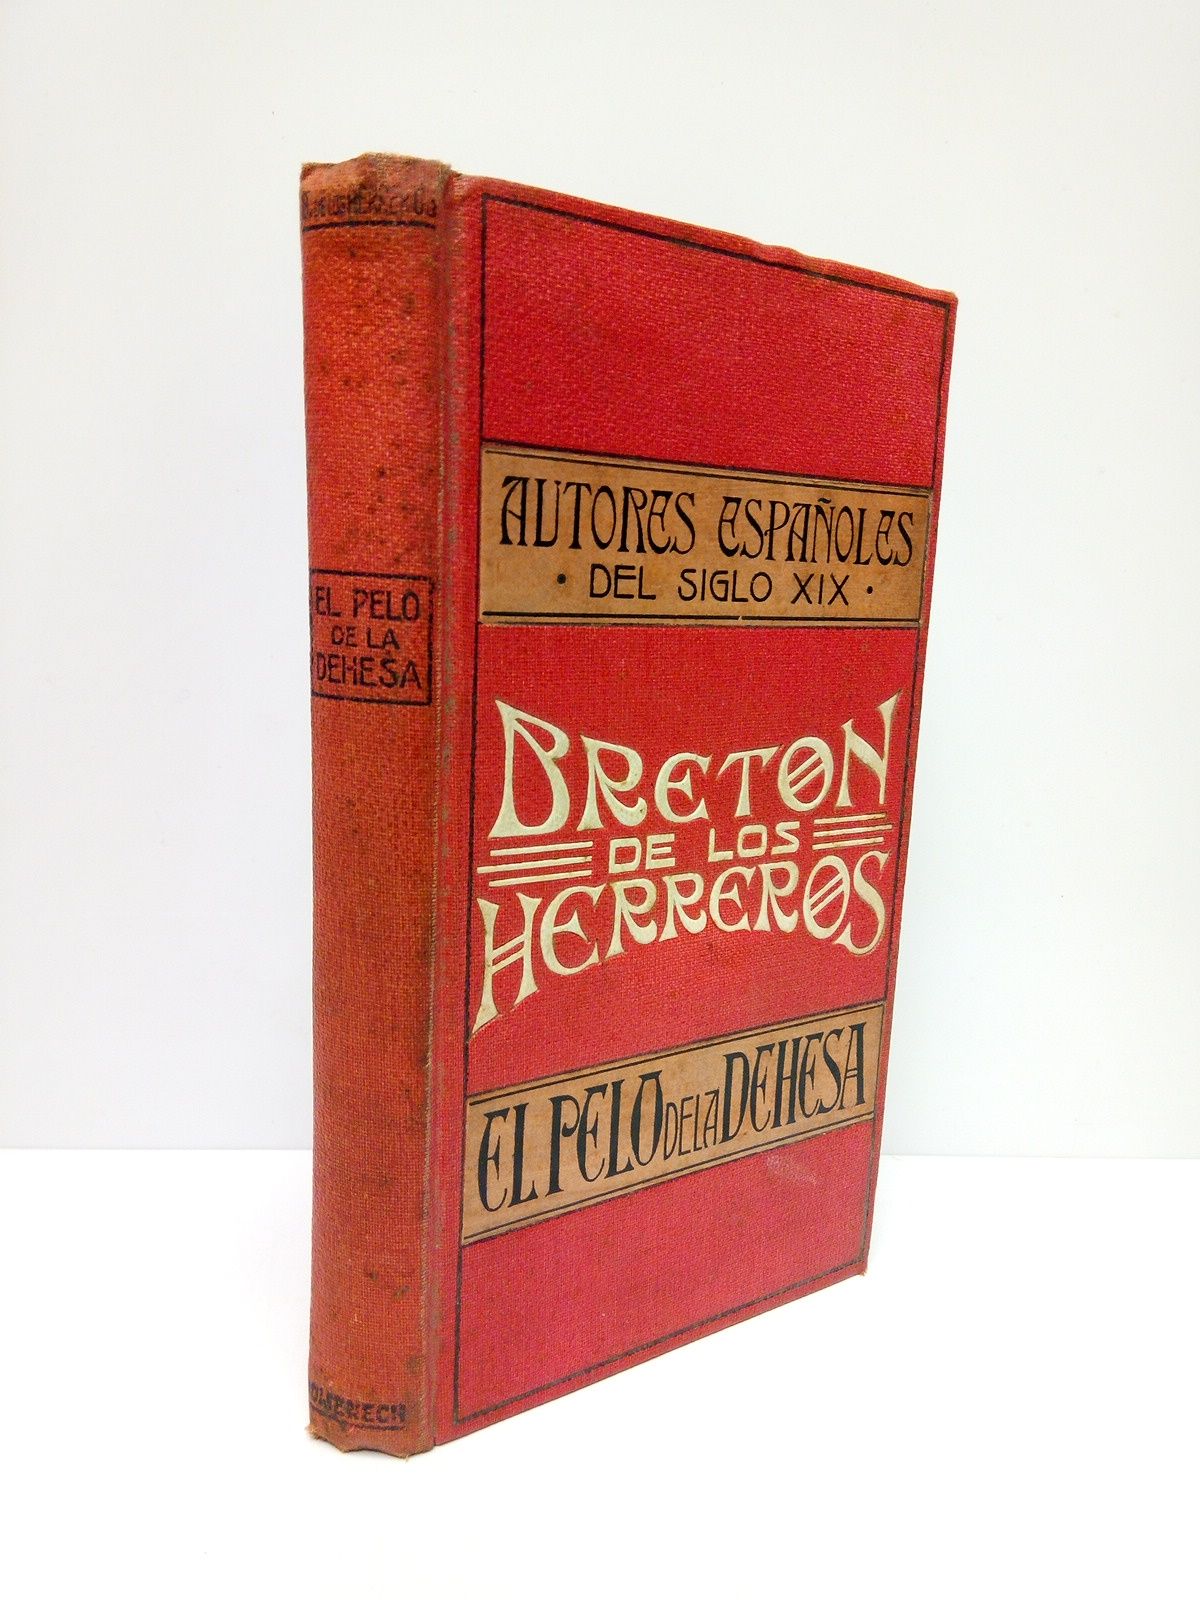 EL PELO
DE LA
DEHESA
AUTORES ESPAÑOLES
· DEL SIGLO XIX ·
BRETON
DE LOS
HERREROS
EL PELO DE LA DEHESA